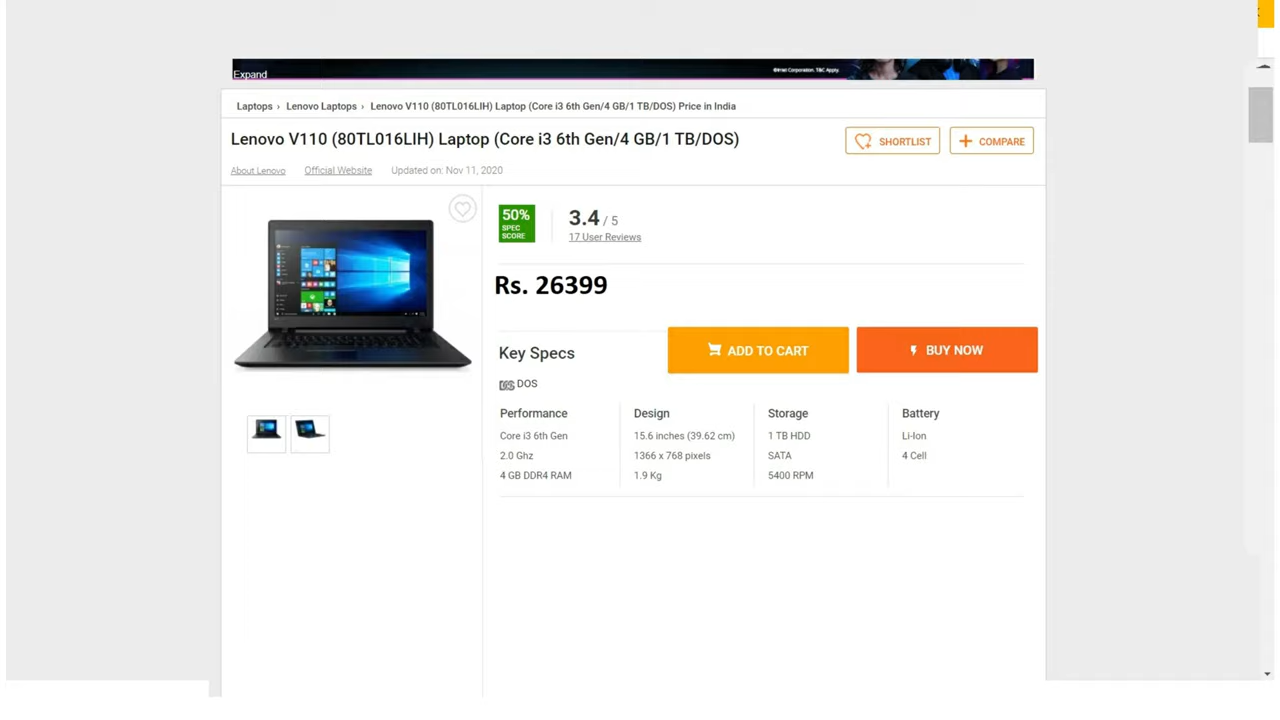 Expand
©Intel Corporation. T&C Appy.
Laptops › Lenovo Laptops › Lenovo V110 (80TL016LIH) Laptop (Core i3 6th Gen/4 GB/1 TB/DOS) Price in India
Lenovo V110 (80TL016LIH) Laptop (Core i3 6th Gen/4 GB/1 TB/DOS)
SHORTLIST
COMPARE
About Lenovo
Official Website
Updated on: Nov 11, 2020
50%
SPEC
SCORE
3.4 / 5
17 User Reviews
Rs. 26399
Key Specs
ADD TO CART
BUY NOW
DOS DOS
Performance
Core i3 6th Gen
2.0 Ghz
4 GB DDR4 RAM
Design
15.6 inches (39.62 cm)
1366 x 768 pixels
1.9 Kg
Storage
1 TB HDD
SATA
5400 RPM
Battery
Li-Ion
4 Cell